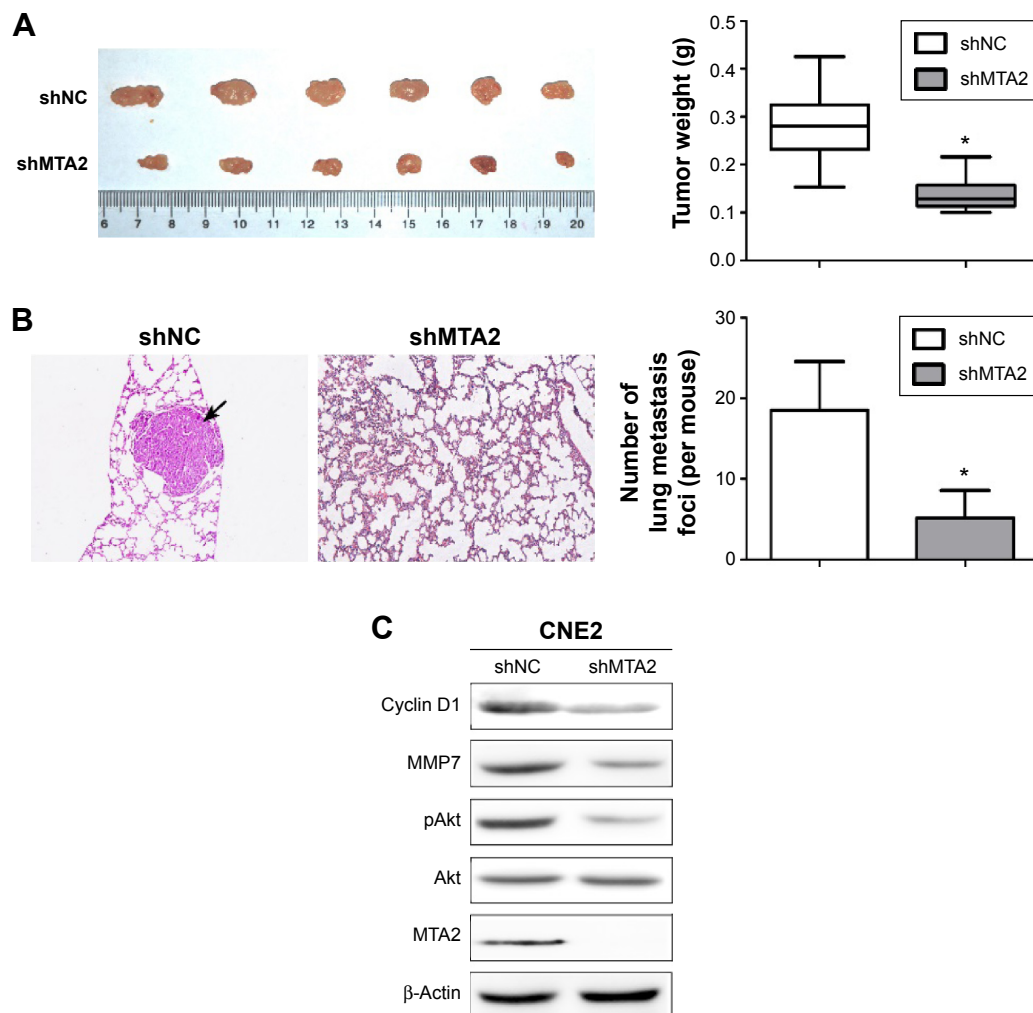 A
shNC
shMTA2
6 7 8 9 10 11 12 13 14 15 16 17 18 19 20
Tumor weight (g)
0.5
0.4
0.3
0.2
0.1
0.0
*
shNC
shMTA2
B
shNC
shMTA2
Number of
lung metastasis
foci (per mouse)
30
20
10
0
*
shNC
shMTA2
C
CNE2
shNC shMTA2
Cyclin D1
MMP7
pAkt
Akt
MTA2
β-Actin